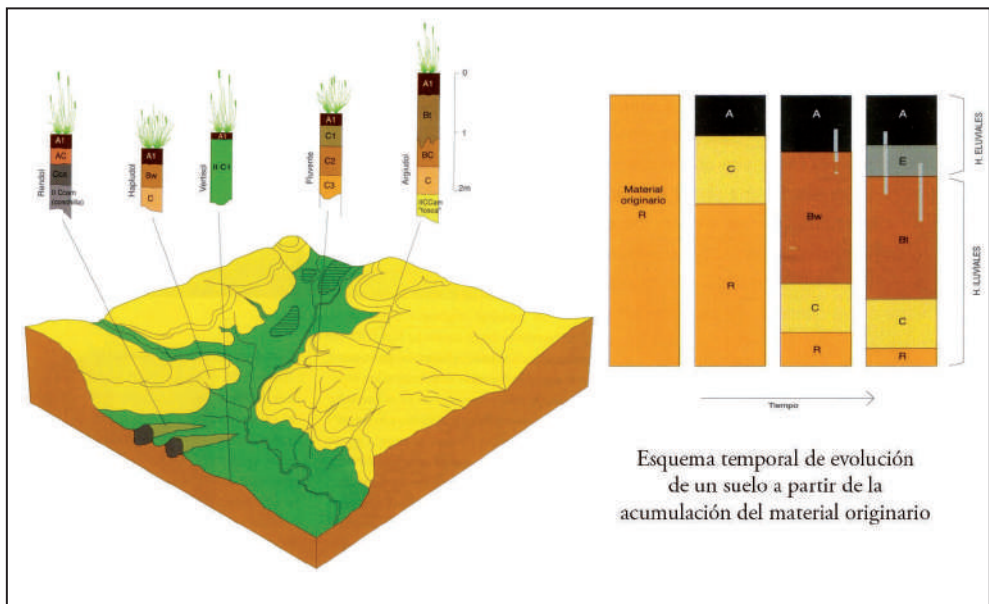 Rendol
A1
AC
Cca
II Ccam
(conchilla)
Hapludol
A1
Bw
C
Vertisol
A1
II C1
Fluvente
A1
C1
C2
C3
Argiudol
A1
Bt
BC
C
IICCam
"tosca"
0
1
2m
Material
originario
R
A
C
R
A
Bw
C
R
A
E
Bt
C
R
H. ELUVIALES
H. ILUVIALES
Tiempo
Esquema temporal de evolución
de un suelo a partir de la
acumulación del material originario